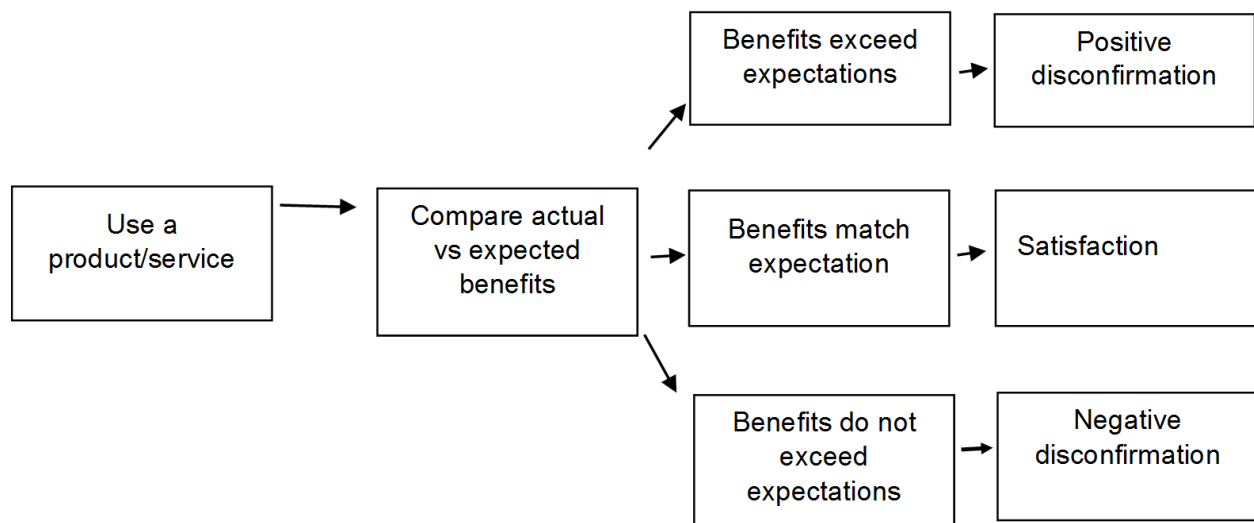 Use a
product/service
Compare actual
vs expected
benefits
Benefits exceed
expectations
Positive
disconfirmation
Benefits match
expectation
Satisfaction
Benefits do not
exceed
expectations
Negative
disconfirmation